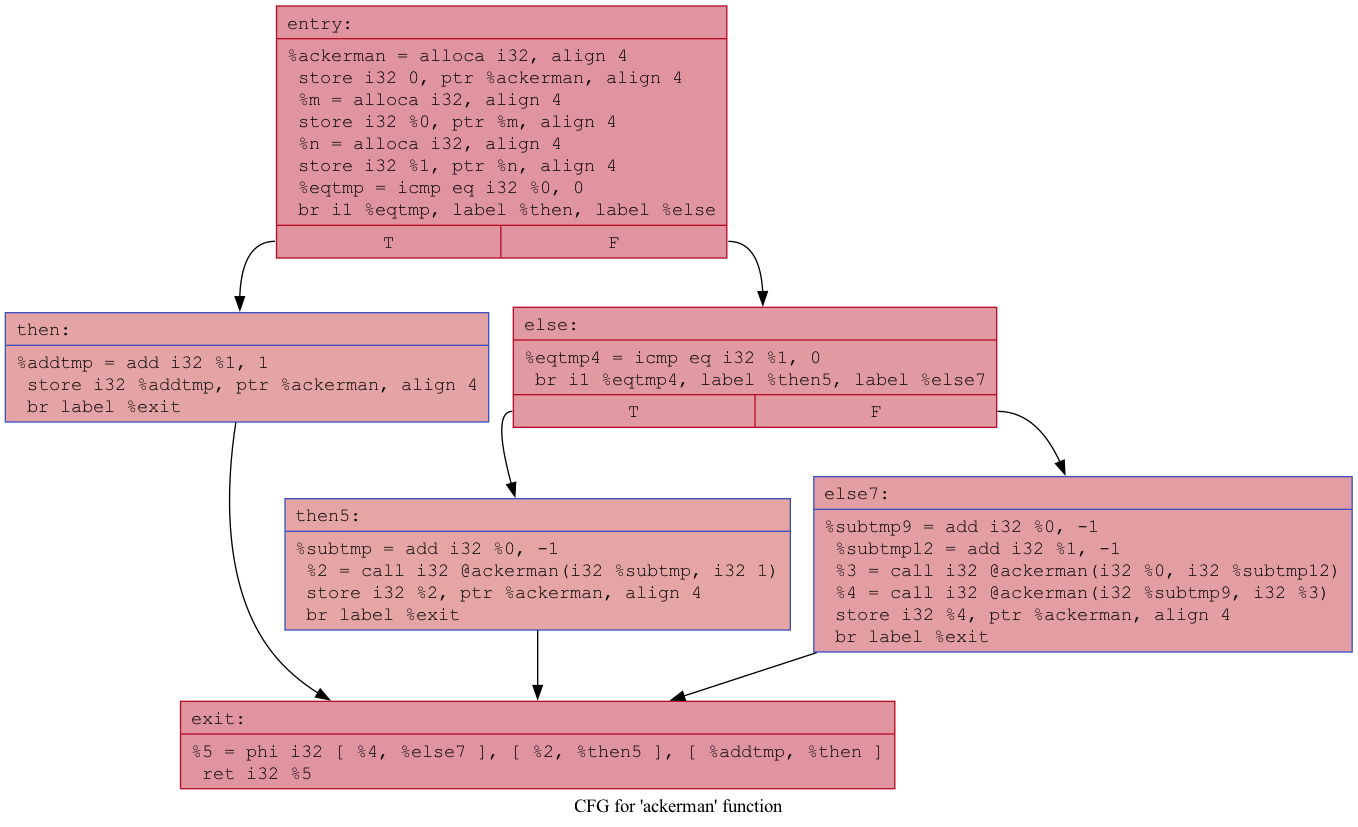 entry:
%ackerman = alloca i32, align 4
store i32 0, ptr %ackerman, align 4
%m = alloca i32, align 4
store i32 %0, ptr %m, align 4
%n = alloca i32, align 4
store i32 %1, ptr %n, align 4
%eqtmp = icmp eq i32 %0, 0
br i1 %eqtmp, label %then, label %else
T F
then:
%addtmp = add i32 %1, 1
store i32 %addtmp, ptr %ackerman, align 4
br label %exit
else:
%eqtmp4 = icmp eq i32 %1, 0
br i1 %eqtmp4, label %then5, label %else7
T F
then5:
%subtmp = add i32 %0, -1
%2 = call i32 @ackerman(i32 %subtmp, i32 1)
store i32 %2, ptr %ackerman, align 4
br label %exit
else7:
%subtmp9 = add i32 %0, -1
%subtmp12 = add i32 %1, -1
%3 = call i32 @ackerman(i32 %0, i32 %subtmp12)
%4 = call i32 @ackerman(i32 %subtmp9, i32 %3)
store i32 %4, ptr %ackerman, align 4
br label %exit
exit:
%5 = phi i32 [ %4, %else7 ], [ %2, %then5 ], [ %addtmp, %then ]
ret i32 %5
CFG for 'ackerman' function